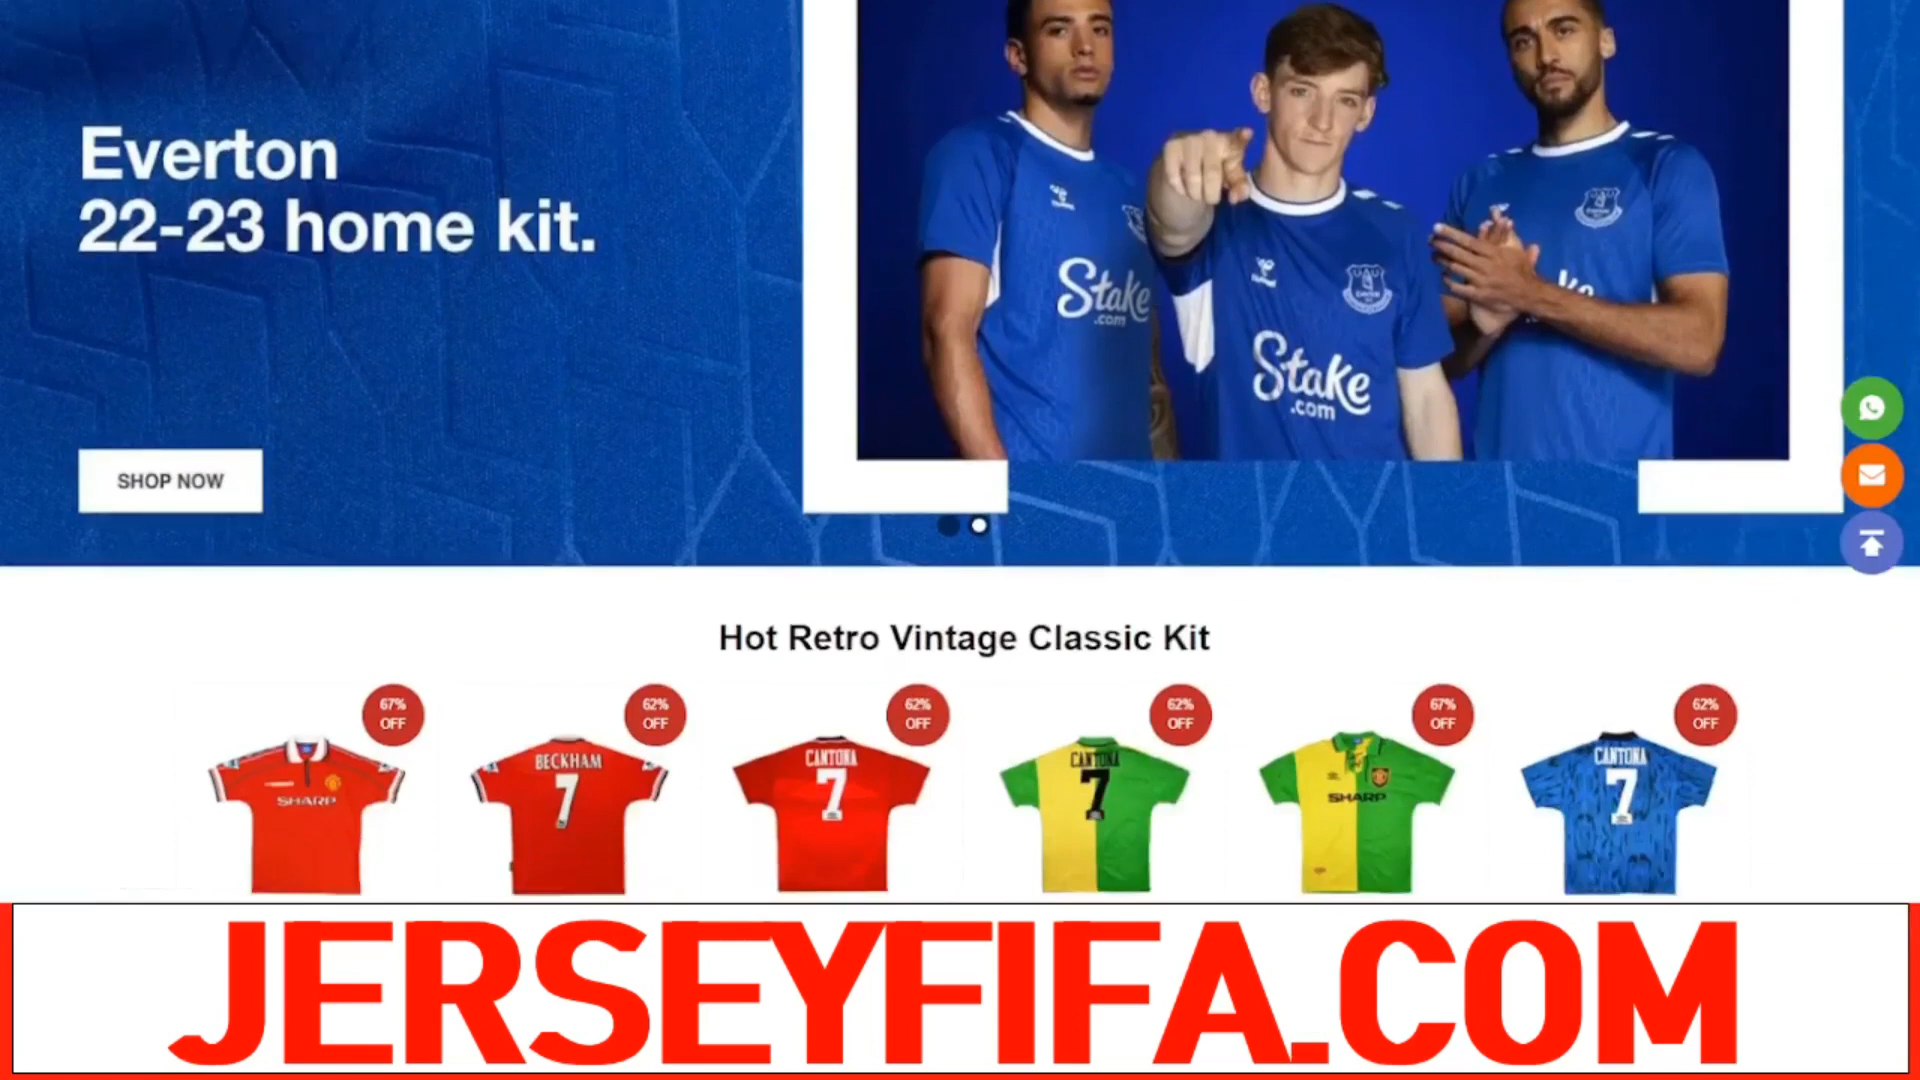 Everton
22-23 home kit.
SHOP NOW
Stake
.com
Stake
.com
Hot Retro Vintage Classic Kit
67%
OFF
62%
OFF
62%
OFF
62%
OFF
67%
OFF
62%
OFF
SHARP
BECKHAM
7
CANTONA
7
CANTONA
7
SHARP
CANTONA
7
JERSEYFIFA.COM